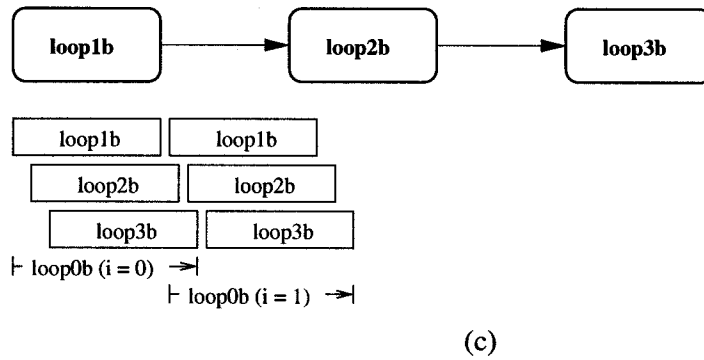 loop1b loop2b loop3b
loop1b loop1b
loop2b loop2b
loop3b loop3b
loop0b (i = 0)
loop0b (i = 1)
(c)